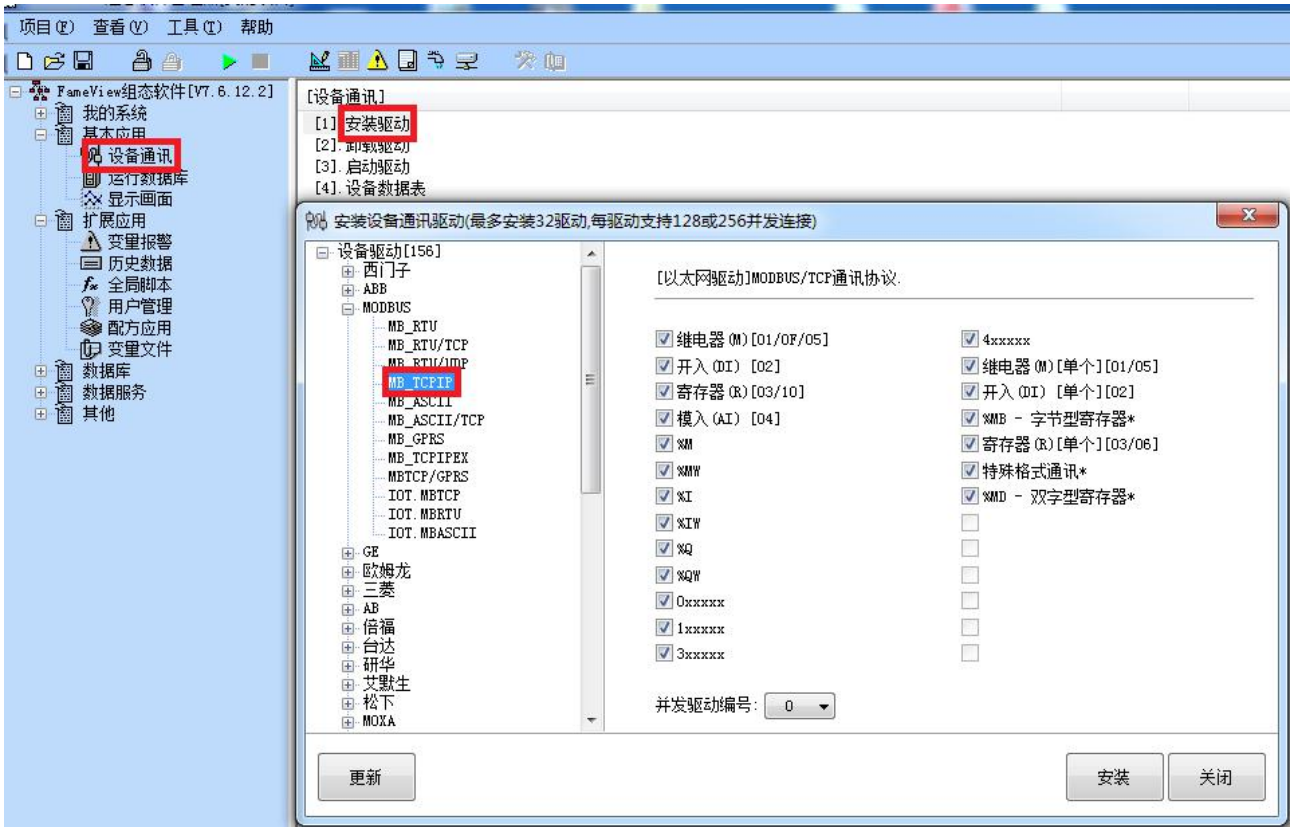 项目(F) 查看(V) 工具(T) 帮助
FameView组态软件[V7.6.12.2]
我的系统
基本应用
设备通讯
运行数据库
显示画面
扩展应用
变量报警
历史数据
全局脚本
用户管理
配方应用
变量文件
数据库
数据服务
其他
[设备通讯]
[1].安装驱动
[2].卸载驱动
[3].启动驱动
[4].设备数据表
安装设备通讯驱动(最多安装32驱动,每驱动支持128或256并发连接)
设备驱动[156]
西门子
ABB
MODBUS
MB_RTU
MB_RTU/TCP
MB_RTU/UDP
MB_TCPIP
MB_ASCII
MB_ASCII/TCP
MB_GPRS
MB_TCPIPEX
MBTCP/GPRS
IOT.MBTCP
IOT.MBRTU
IOT.MBASCII
GE
欧姆龙
三菱
AB
倍福
台达
研华
艾默生
松下
MOXA
[以太网驱动]MODBUS/TCP通讯协议.
继电器(M)[01/0F/05]
开入(DI) [02]
寄存器(R)[03/10]
模入(AI) [04]
%M
%MW
%I
%IW
%Q
%QW
0xxxxx
1xxxxx
3xxxxx
4xxxxx
继电器(M)[单个][01/05]
开入(DI) [单个][02]
%MB - 字节型寄存器*
寄存器(R)[单个][03/06]
特殊格式通讯*
%MD - 双字型寄存器*
并发驱动编号: 0
更新
安装
关闭